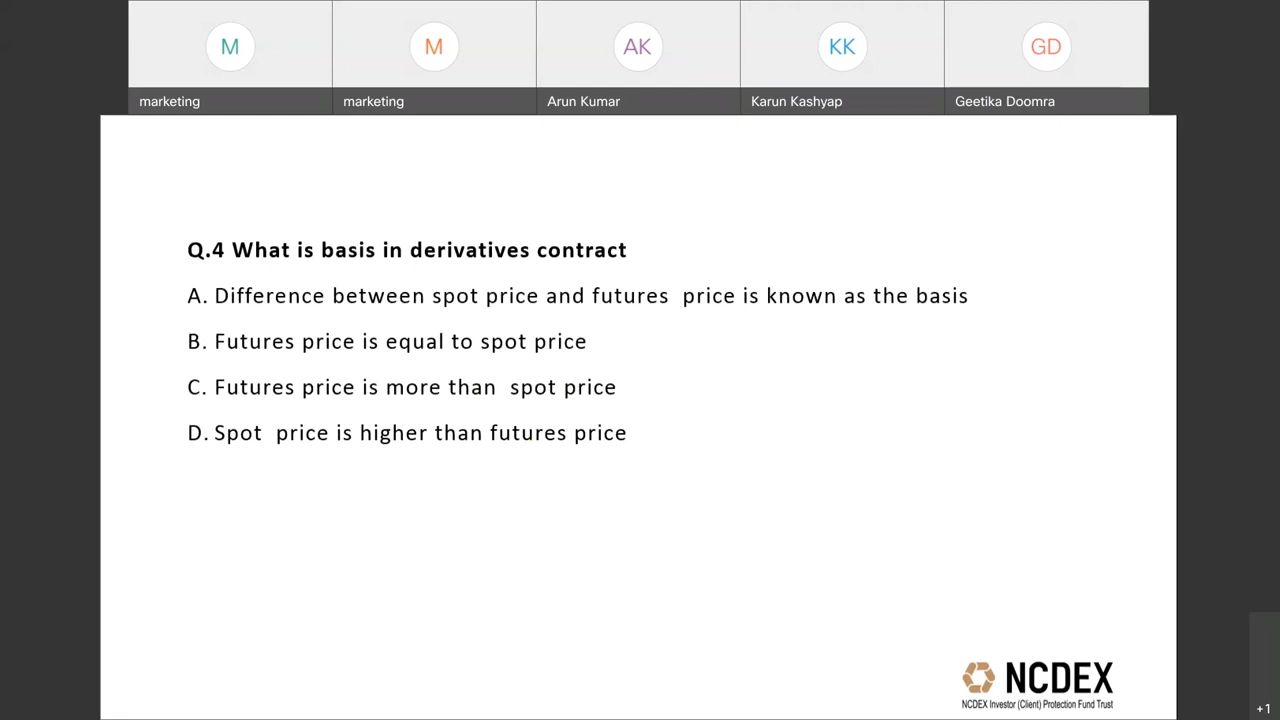 M M AK KK GD
marketing marketing Arun Kumar Karun Kashyap Geetika Doomra
Q.4 What is basis in derivatives contract
A. Difference between spot price and futures price is known as the basis
B. Futures price is equal to spot price
C. Futures price is more than spot price
D. Spot price is higher than futures price
NCDEX
NCDEX Investor (Client) Protection Fund Trust
+1